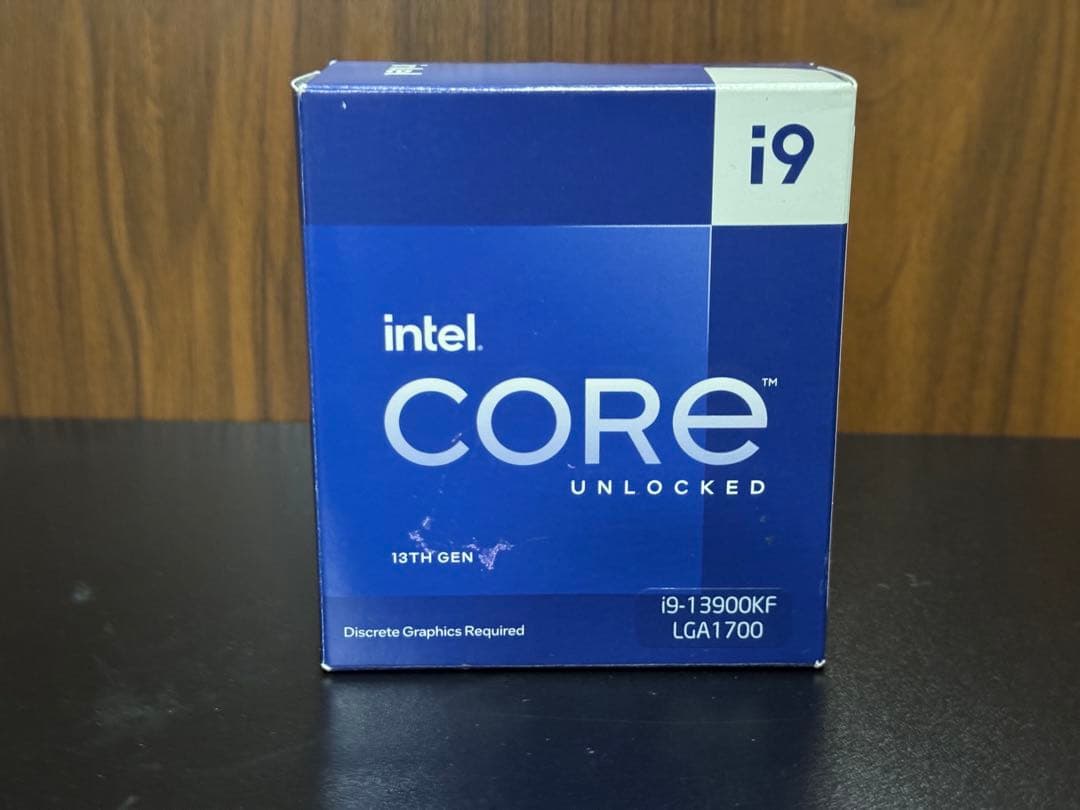 i9
intel.
CORe™
UNLOCKED
13TH GEN
i9-13900KF
LGA1700
Discrete Graphics Required